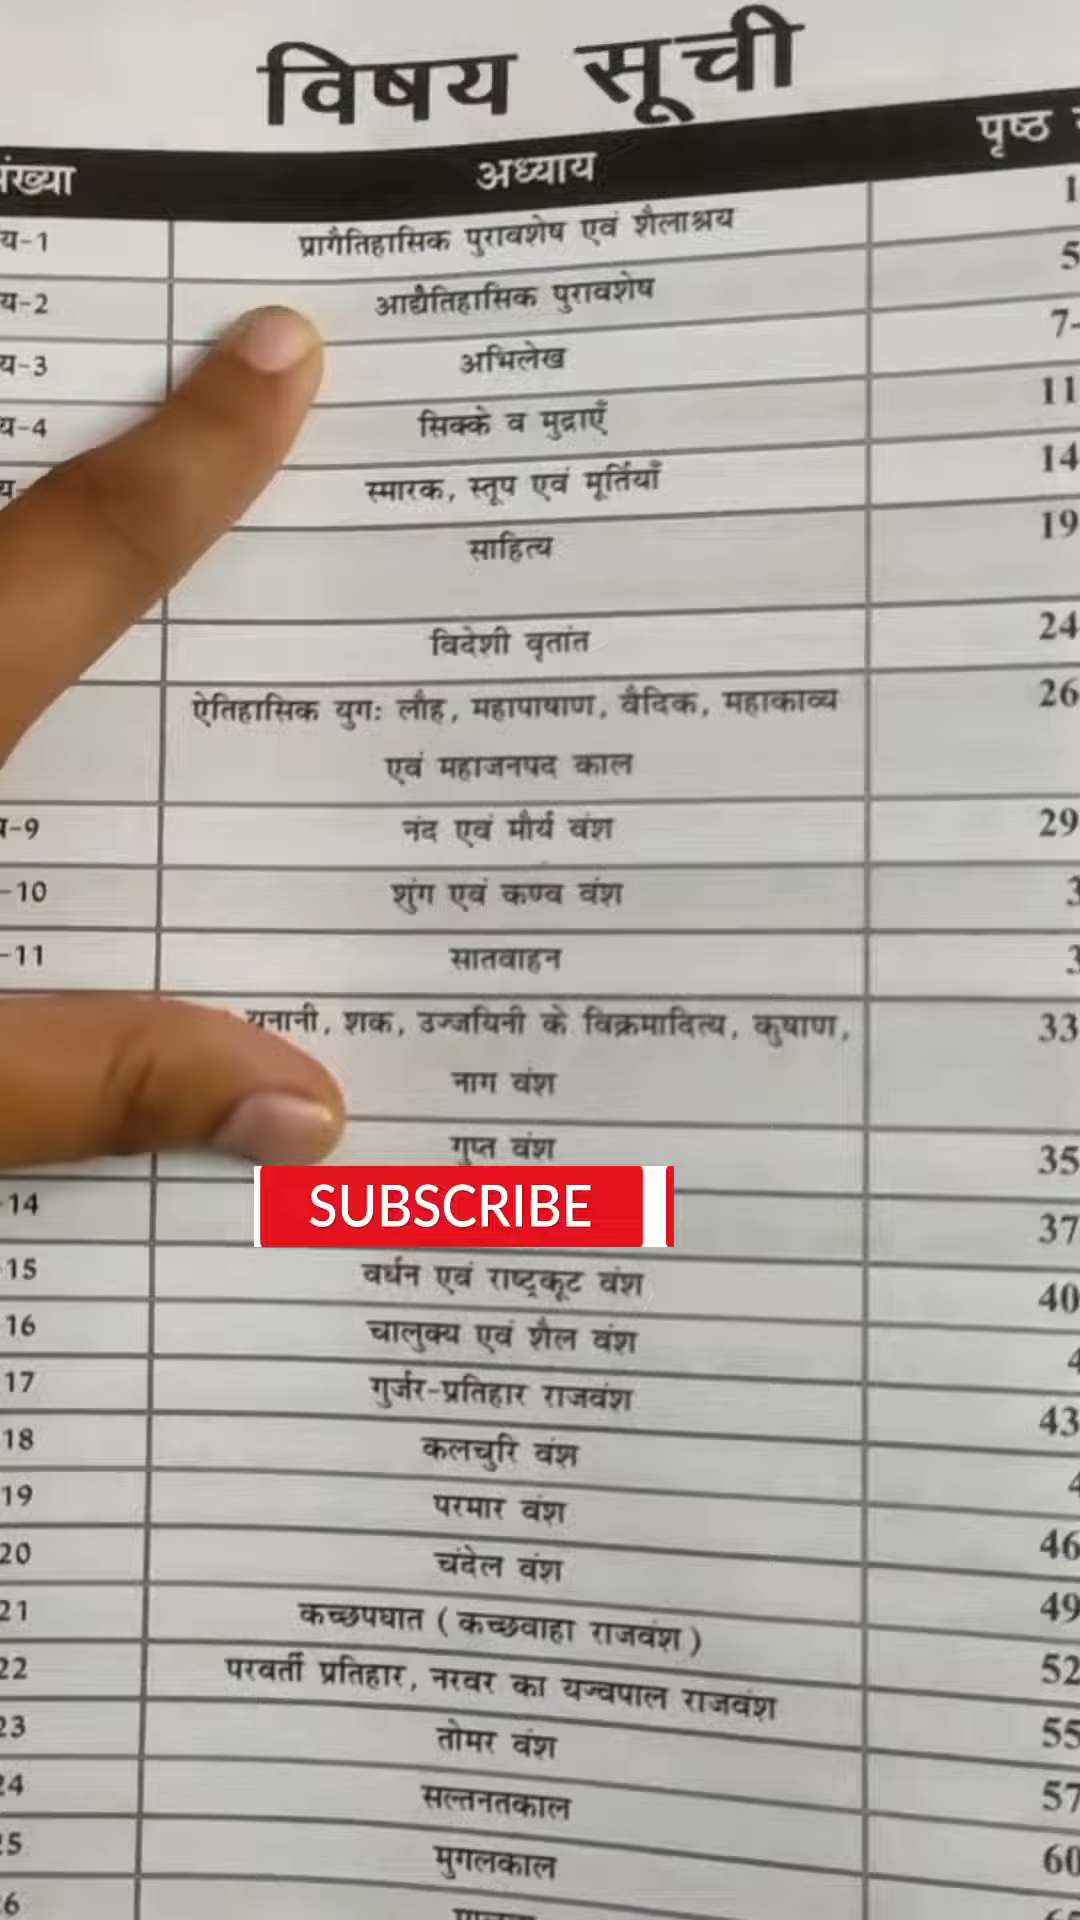 विषय सूची
अध्याय पृष्ठ
य-1 प्रागैतिहासिक पुरावशेष एवं शैलाश्रय 1
य-2 आद्यैतिहासिक पुरावशेष 5
य-3 अभिलेख 7-
य-4 सिक्के व मुद्राएँ 11
स्मारक, स्तूप एवं मूर्तियाँ 14
साहित्य 19
विदेशी वृतांत 24
ऐतिहासिक युगः लौह, महापाषाण, वैदिक, महाकाव्य 26
एवं महाजनपद काल
-9 नंद एवं मौर्य वंश 29
-10 शुंग एवं कण्व वंश 3
-11 सातवाहन 3
शक, उज्जयिनी के विक्रमादित्य, कुषाण, 33
नाग वंश
गुप्त वंश 35
SUBSCRIBE
-14 37
15 वर्धन एवं राष्ट्रकूट वंश 40
16 चालुक्य एवं शैल वंश 4
17 गुर्जर-प्रतिहार राजवंश 43
18 कलचुरि वंश 4
19 परमार वंश 46
20 चंदेल वंश 49
21 कच्छपघात (कच्छवाहा राजवंश) 52
22 परवर्ती प्रतिहार, नरवर का यज्वपाल राजवंश 55
23 तोमर वंश 57
24 सल्तनतकाल 60
मुगलकाल